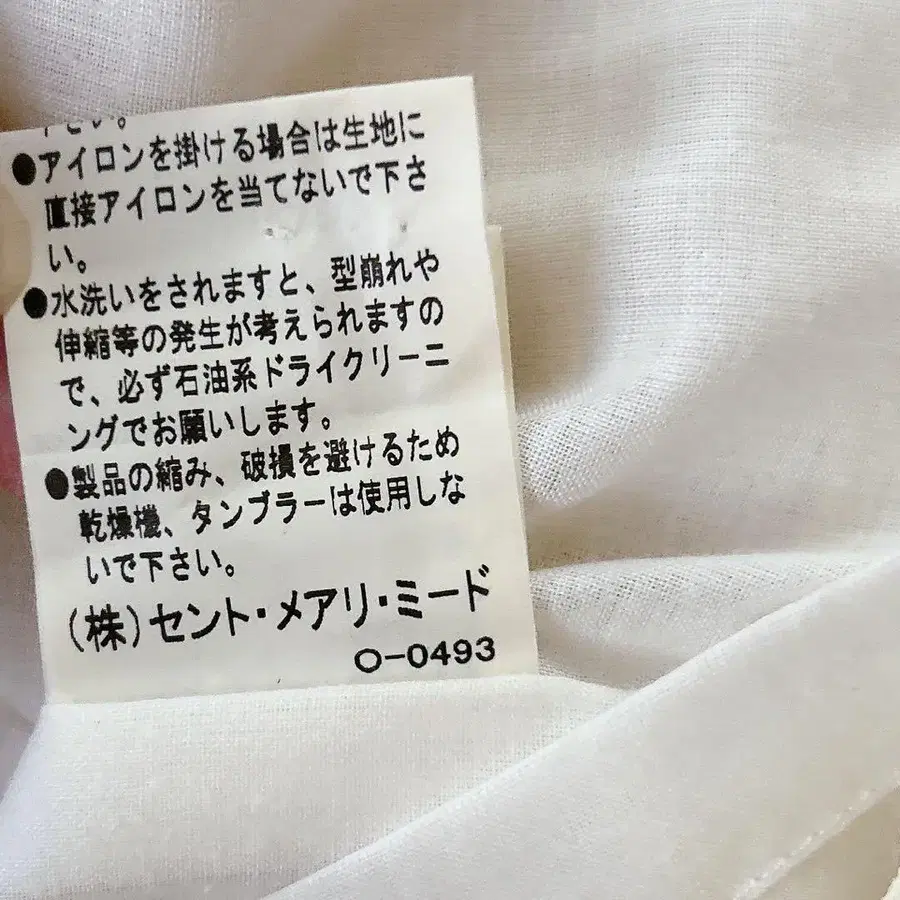 下さい。
●アイロンを掛ける場合は生地に
直接アイロンを当てないで下さ
い。
●水洗いをされますと、型崩れや
伸縮等の発生が考えられますの
で、必ず石油系ドライクリーニ
ングでお願いします。
●製品の縮み、破損を避けるため
乾燥機、タンブラーは使用しな
いで下さい。
(株)セント・メアリ・ミード
O-0493